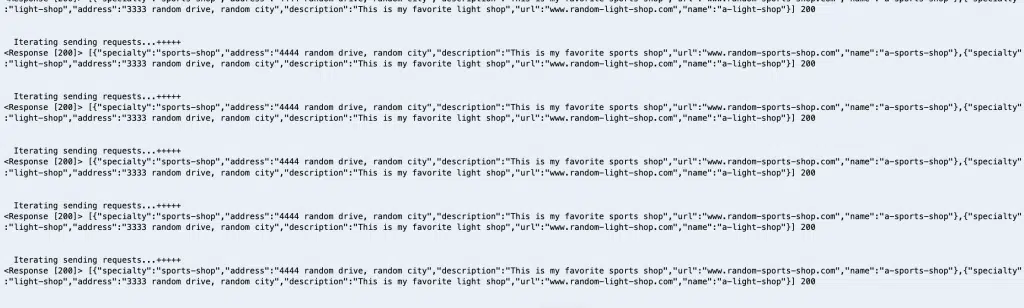 :"light-shop","address":"3333 random drive, random city","description":"This is my favorite light shop","url":"www.random-light-shop.com","name":"a-light-shop"}] 200
Iterating sending requests...+++++
<Response [200]> [{"specialty":"sports-shop","address":"4444 random drive, random city","description":"This is my favorite sports shop","url":"www.random-sports-shop.com","name":"a-sports-shop"},{"specialty"
:"light-shop","address":"3333 random drive, random city","description":"This is my favorite light shop","url":"www.random-light-shop.com","name":"a-light-shop"}] 200
Iterating sending requests...+++++
<Response [200]> [{"specialty":"sports-shop","address":"4444 random drive, random city","description":"This is my favorite sports shop","url":"www.random-sports-shop.com","name":"a-sports-shop"},{"specialty"
:"light-shop","address":"3333 random drive, random city","description":"This is my favorite light shop","url":"www.random-light-shop.com","name":"a-light-shop"}] 200
Iterating sending requests...+++++
<Response [200]> [{"specialty":"sports-shop","address":"4444 random drive, random city","description":"This is my favorite sports shop","url":"www.random-sports-shop.com","name":"a-sports-shop"},{"specialty"
:"light-shop","address":"3333 random drive, random city","description":"This is my favorite light shop","url":"www.random-light-shop.com","name":"a-light-shop"}] 200
Iterating sending requests...+++++
<Response [200]> [{"specialty":"sports-shop","address":"4444 random drive, random city","description":"This is my favorite sports shop","url":"www.random-sports-shop.com","name":"a-sports-shop"},{"specialty"
:"light-shop","address":"3333 random drive, random city","description":"This is my favorite light shop","url":"www.random-light-shop.com","name":"a-light-shop"}] 200
Iterating sending requests...+++++
<Response [200]> [{"specialty":"sports-shop","address":"4444 random drive, random city","description":"This is my favorite sports shop","url":"www.random-sports-shop.com","name":"a-sports-shop"},{"specialty"
:"light-shop","address":"3333 random drive, random city","description":"This is my favorite light shop","url":"www.random-light-shop.com","name":"a-light-shop"}] 200